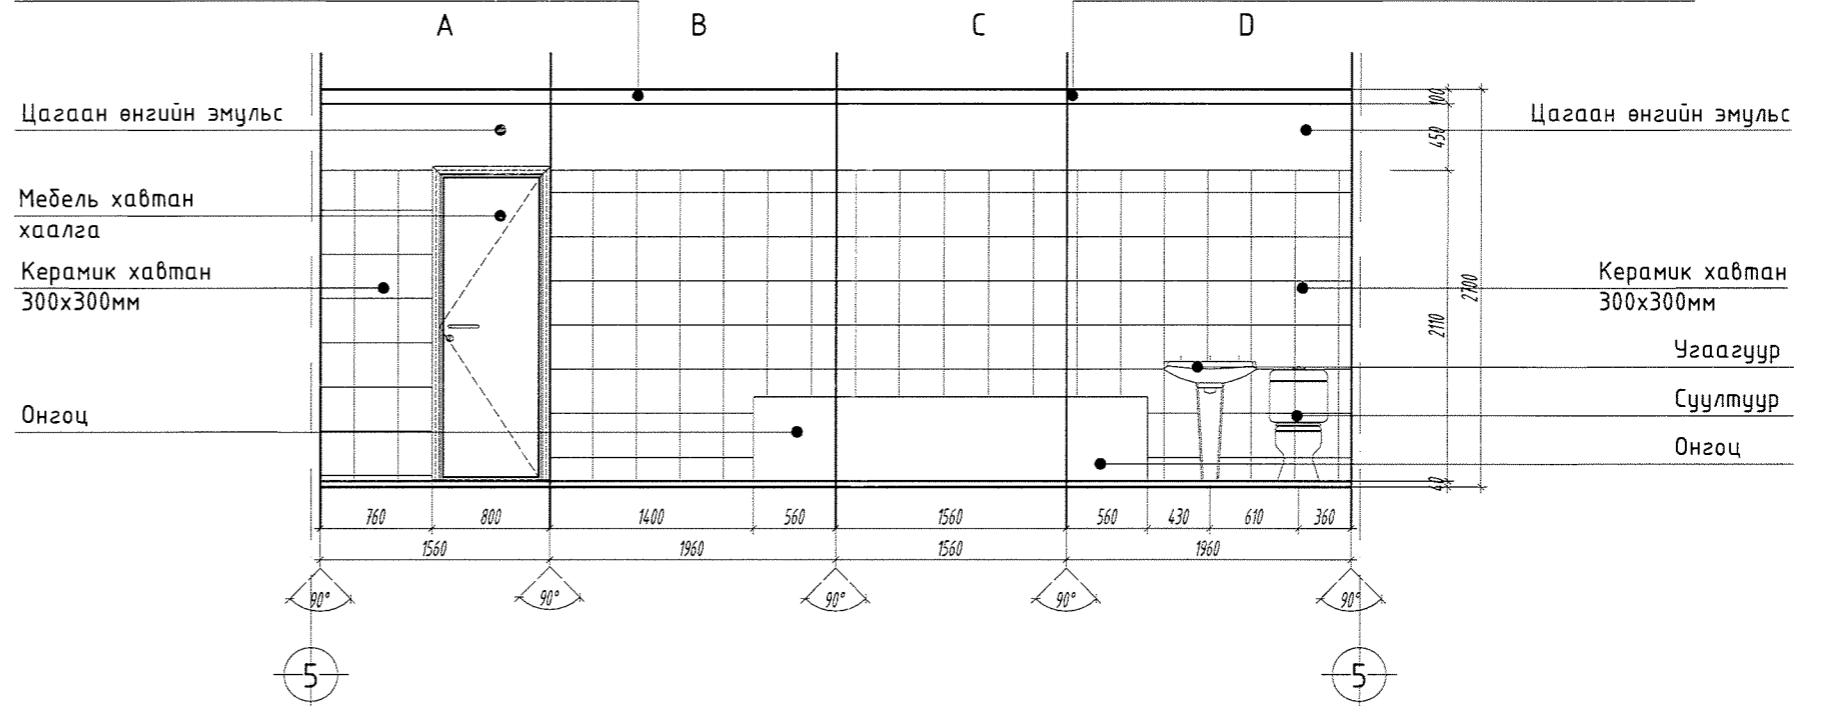 A B C D
Цагаан өнгийн эмульс
Цагаан өнгийн эмульс
Мебель хавтан
хаалга
Керамик хавтан
300х300мм
Керамик хавтан
300х300мм
Угаагуур
Суултуур
Онгоц
Онгоц
100
450
2110
2700
40
760 800 1400 560 1560 560 430 610 360
1560 1960 1560 1960
90° 90° 90° 90° 90°
5 5